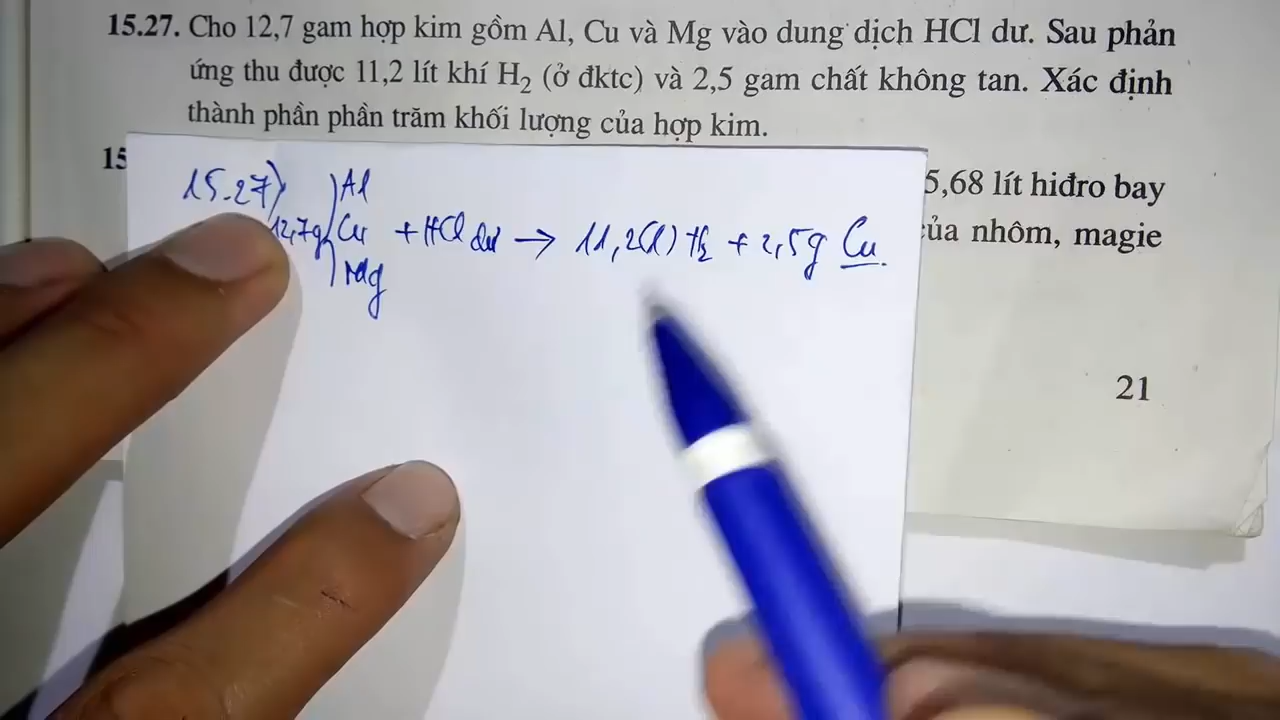 15.27. Cho 12,7 gam hợp kim gồm Al, Cu và Mg vào dung dịch HCl dư. Sau phản
ứng thu được 11,2 lít khí H₂ (ở đktc) và 2,5 gam chất không tan. Xác định
thành phần phần trăm khối lượng của hợp kim.
15
5,68 lít hiđro bay
của nhôm, magie
15.27) Al
12,7g Cu + HCl dư → 11,2(l) H₂ + 2,5g Cu.
Mg
21